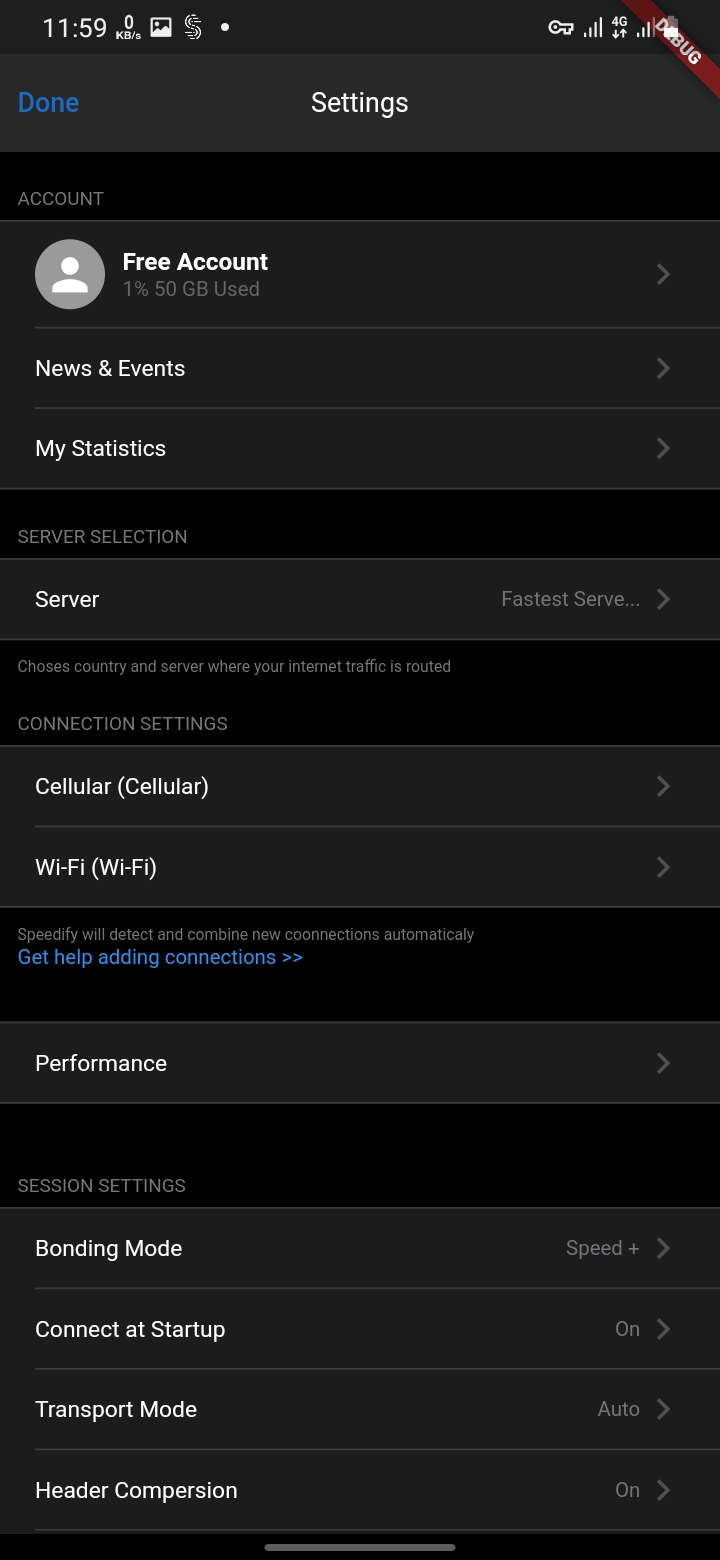 11:59 0 KB/s 4G
DEBUG
Done Settings
ACCOUNT
Free Account
1% 50 GB Used
News & Events
My Statistics
SERVER SELECTION
Server Fastest Serve...
Choses country and server where your internet traffic is routed
CONNECTION SETTINGS
Cellular (Cellular)
Wi-Fi (Wi-Fi)
Speedify will detect and combine new coonnections automaticaly
Get help adding connections >>
Performance
SESSION SETTINGS
Bonding Mode Speed +
Connect at Startup On
Transport Mode Auto
Header Compersion On